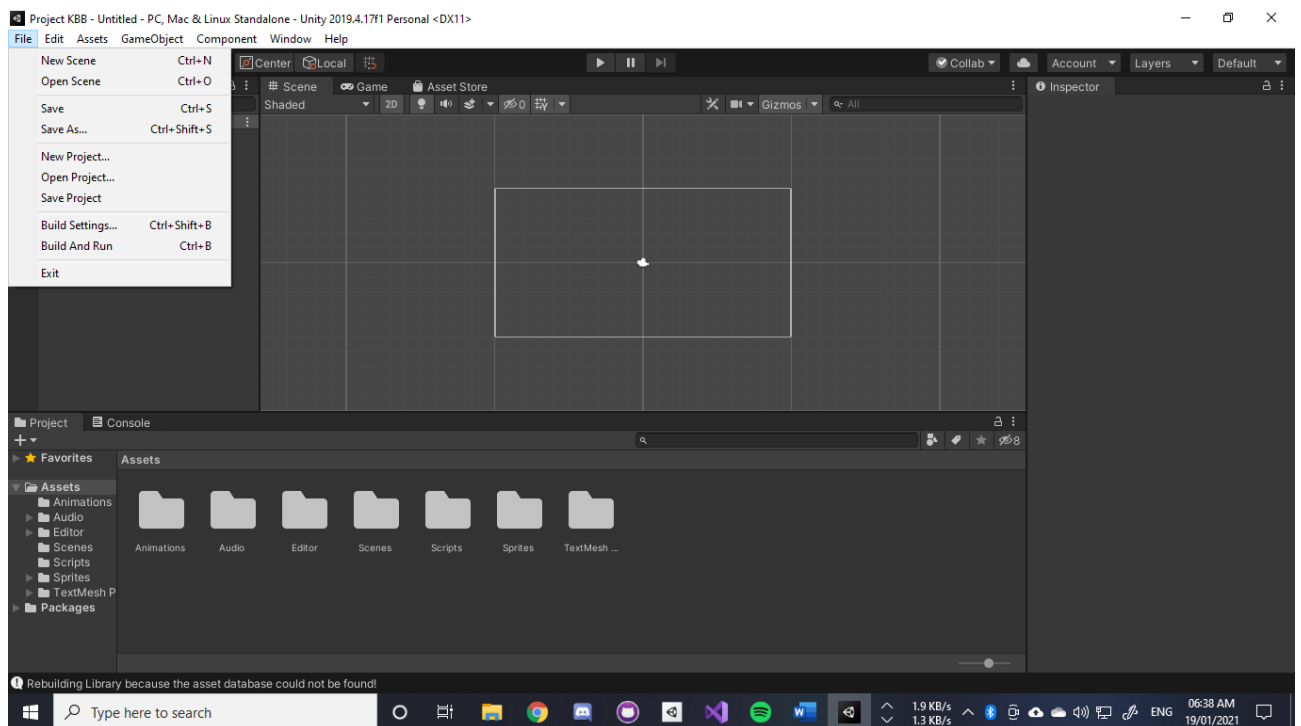 Project KBB - Untitled - PC, Mac & Linux Standalone - Unity 2019.4.17f1 Personal <DX11>
File Edit Assets GameObject Component Window Help
New Scene Ctrl+N
Open Scene Ctrl+O
Save Ctrl+S
Save As... Ctrl+Shift+S
New Project...
Open Project...
Save Project
Build Settings... Ctrl+Shift+B
Build And Run Ctrl+B
Exit
Center Local
Collab Account Layers Default
Scene Game Asset Store
Shaded 2D 0 Gizmos All
Inspector
Project Console
8
Favorites
Assets
Animations
Audio
Editor
Scenes
Scripts
Sprites
TextMesh P
Packages
Assets
Animations Audio Editor Scenes Scripts Sprites TextMesh ...
Rebuilding Library because the asset database could not be found!
Type here to search
W
1.9 KB/s
1.3 KB/s
ENG
06:38 AM
19/01/2021